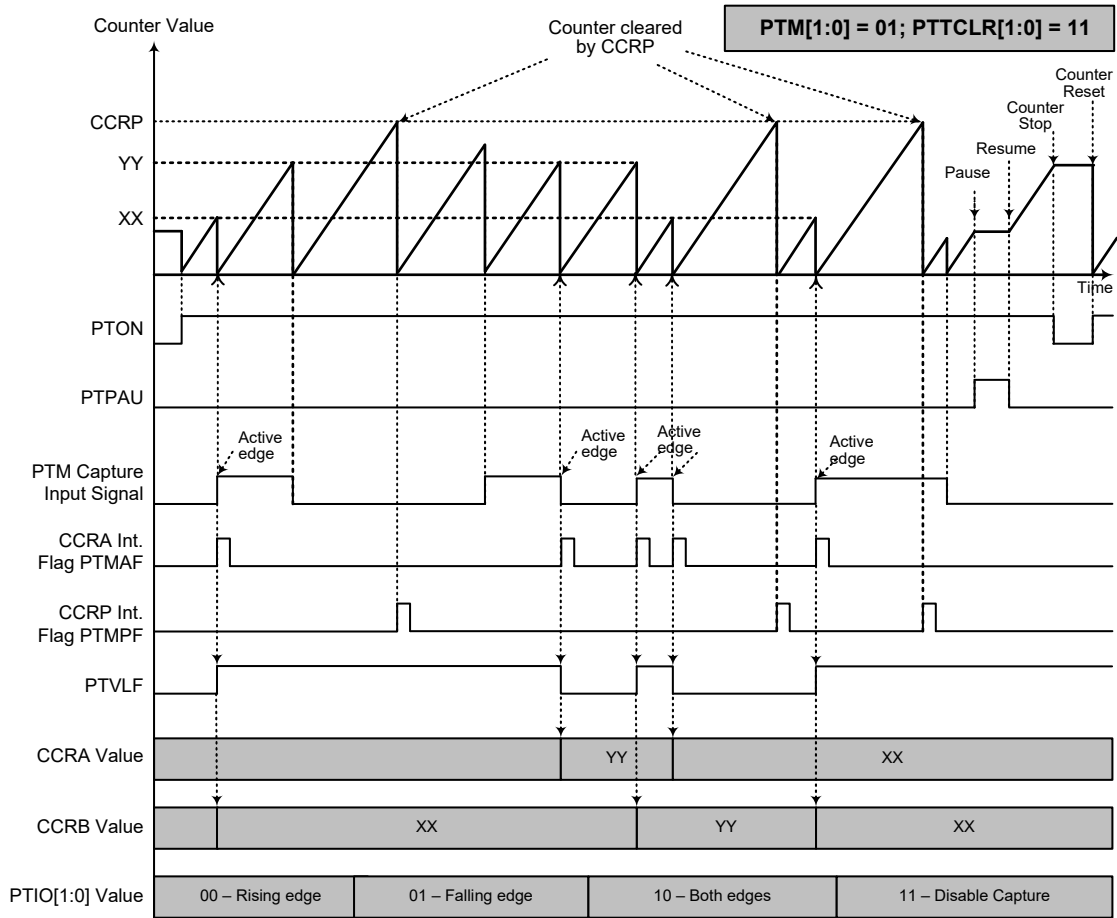 Counter Value
Counter cleared
by CCRP
PTM[1:0] = 01; PTTCLR[1:0] = 11
Counter
Reset
Counter
Stop
Resume
Pause
CCRP
YY
XX
Time
PTON
PTPAU
Active
edge
Active
edge
Active
edge
Active
edge
PTM Capture
Input Signal
CCRA Int.
Flag PTMAF
CCRP Int.
Flag PTMPF
PTVLF
CCRA Value
YY
XX
CCRB Value
XX
YY
XX
PTIO[1:0] Value
00 – Rising edge
01 – Falling edge
10 – Both edges
11 – Disable Capture